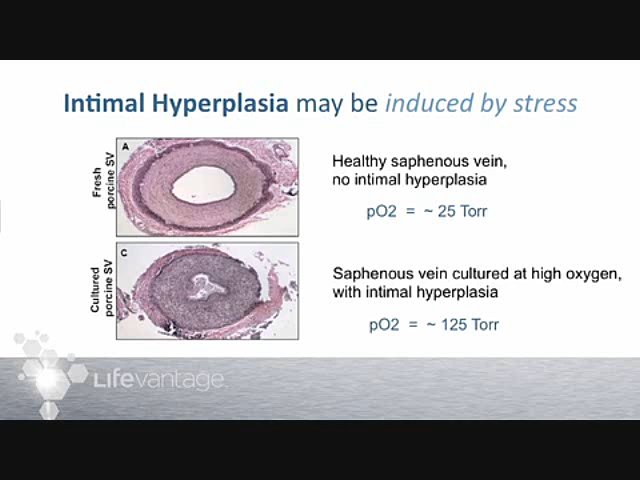 Intimal Hyperplasia may be induced by stress
A
Fresh
porcine SV
Healthy saphenous vein,
no intimal hyperplasia
pO2 = ~ 25 Torr
C
Cultured
porcine SV
Saphenous vein cultured at high oxygen,
with intimal hyperplasia
pO2 = ~ 125 Torr
Lifevantage